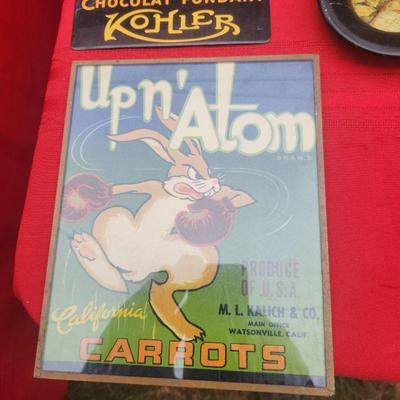 CHOCOLAT FONDANT
KOHLER
Up n' Atom
BRAND
PRODUCE
OF U.S.A.
M. L. KALICH & CO.
MAIN OFFICE
WATSONVILLE, CALIF.
California
CARROTS